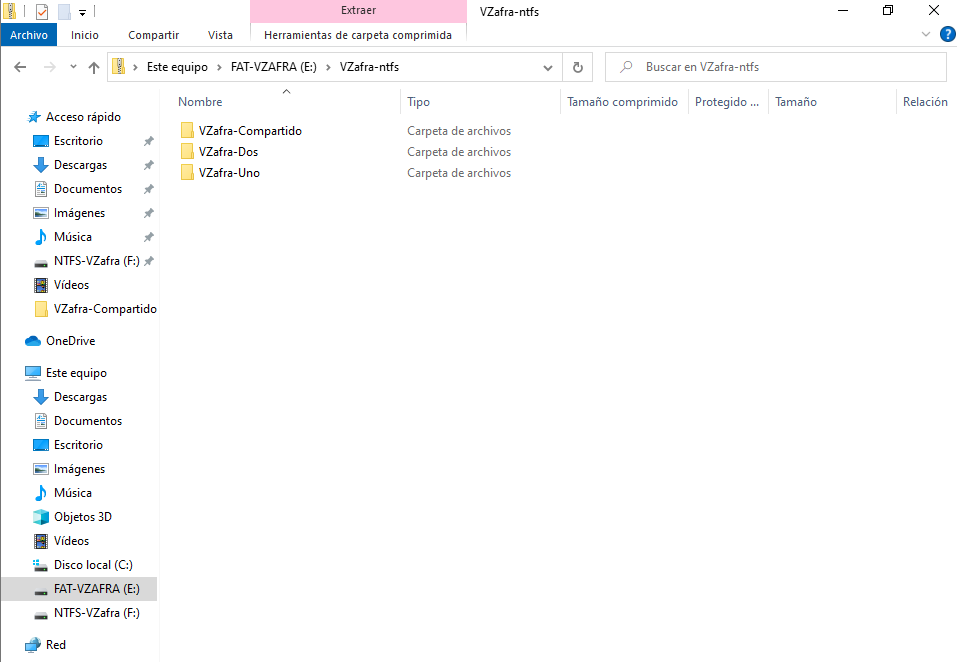 Extraer
VZafra-ntfs
Archivo
Inicio
Compartir
Vista
Herramientas de carpeta comprimida
?
Este equipo > FAT-VZAFRA (E:) > VZafra-ntfs
Buscar en VZafra-ntfs
Nombre
Tipo
Tamaño comprimido
Protegido ...
Tamaño
Relación
VZafra-Compartido
Carpeta de archivos
VZafra-Dos
Carpeta de archivos
VZafra-Uno
Carpeta de archivos
Acceso rápido
Escritorio
Descargas
Documentos
Imágenes
Música
NTFS-VZafra (F:)
Vídeos
VZafra-Compartido
OneDrive
Este equipo
Descargas
Documentos
Escritorio
Imágenes
Música
Objetos 3D
Vídeos
Disco local (C:)
FAT-VZAFRA (E:)
NTFS-VZafra (F:)
Red